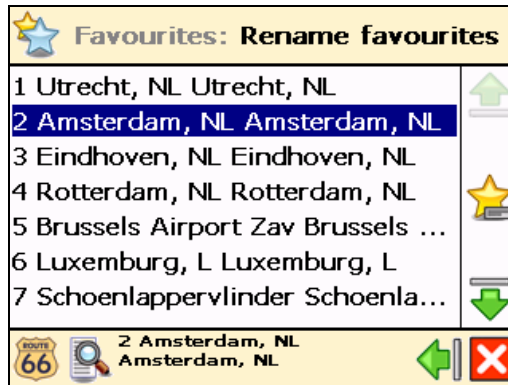 Favourites: Rename favourites
1 Utrecht, NL Utrecht, NL
2 Amsterdam, NL Amsterdam, NL
3 Eindhoven, NL Eindhoven, NL
4 Rotterdam, NL Rotterdam, NL
5 Brussels Airport Zav Brussels ...
6 Luxemburg, L Luxemburg, L
7 Schoenlappervlinder Schoenla...
ROUTE
66
2 Amsterdam, NL
Amsterdam, NL